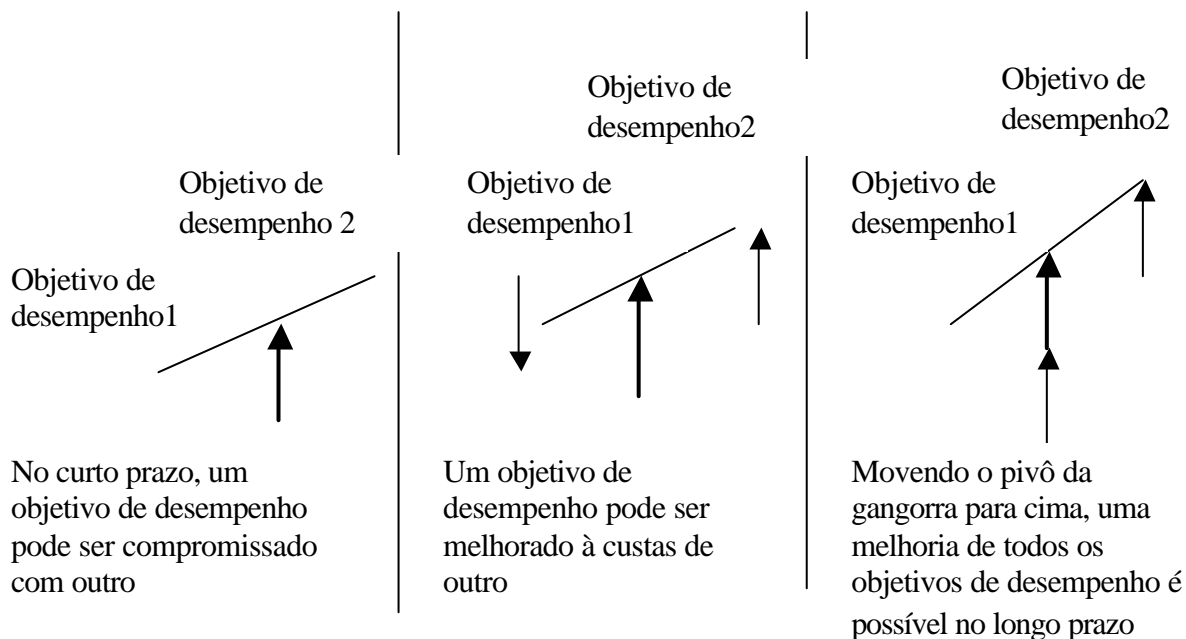 Objetivo de
desempenho 2
Objetivo de
desempenho1
No curto prazo, um
objetivo de desempenho
pode ser compromissado
com outro
Objetivo de
desempenho2
Objetivo de
desempenho1
Um objetivo de
desempenho pode ser
melhorado à custas de
outro
Objetivo de
desempenho2
Objetivo de
desempenho1
Movendo o pivô da
gangorra para cima, uma
melhoria de todos os
objetivos de desempenho é
possível no longo prazo